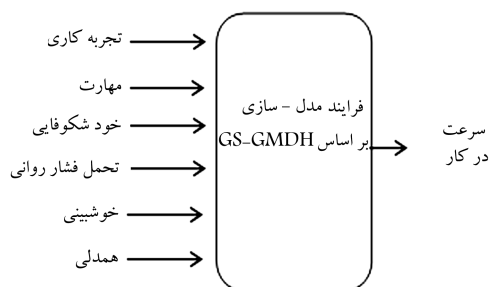 تجربه کاری
مهارت
خود شکوفایی
تحمل فشار روانی
خوشبینی
همدلی
فرایند مدل - سازی
بر اساس GS-GMDH
سرعت
در کار